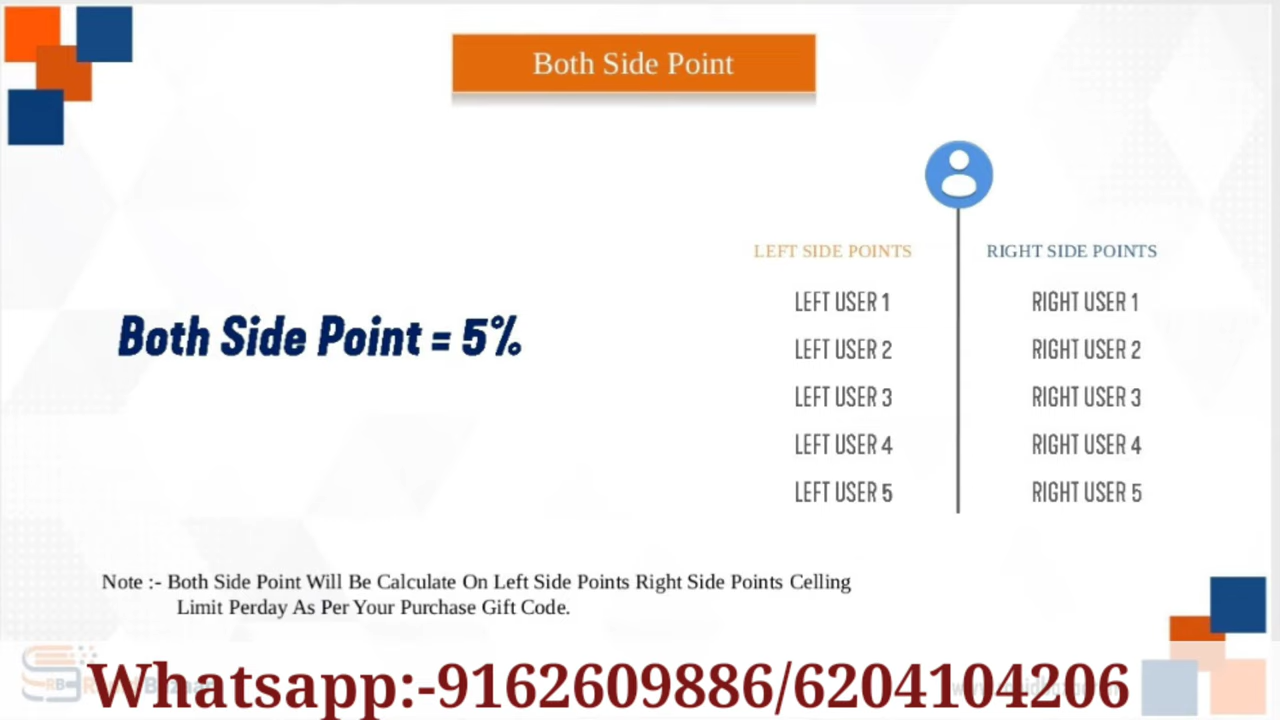 Both Side Point
LEFT SIDE POINTS
RIGHT SIDE POINTS
LEFT USER 1
RIGHT USER 1
LEFT USER 2
RIGHT USER 2
Both Side Point = 5%
LEFT USER 3
RIGHT USER 3
LEFT USER 4
RIGHT USER 4
LEFT USER 5
RIGHT USER 5
Note :- Both Side Point Will Be Calculate On Left Side Points Right Side Points Celling
Limit Perday As Per Your Purchase Gift Code.
Whatsapp:-9162609886/6204104206